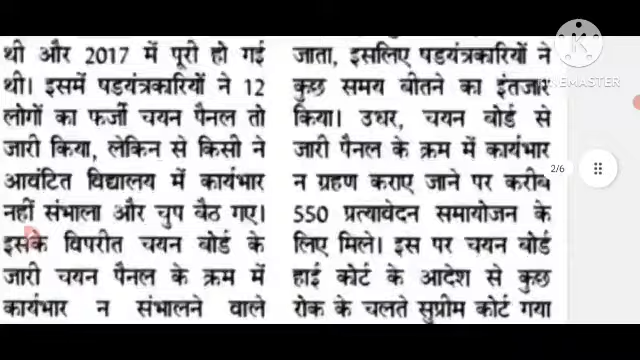 थी और 2017 में पूरी हो गई
थी। इसमें षडयंत्रकारियों ने 12
लोगों का फर्जी चयन पैनल तो
जारी किया, लेकिन से किसी ने
आवंटित विद्यालय में कार्यभार
नहीं संभाला और चुप बैठ गए।
इसके विपरीत चयन बोर्ड के
जारी चयन पैनल के क्रम में
कार्यभार न संभालने वाले
जाता, इसलिए षडयंत्रकारियों ने
कुछ समय बीतने का इंतजार
किया। उधर, चयन बोर्ड से
जारी पैनल के क्रम में कार्यभार
न ग्रहण कराए जाने पर करीब
550 प्रत्यावेदन समायोजन के
लिए मिले। इस पर चयन बोर्ड
हाई कोर्ट के आदेश से कुछ
रोक के चलते सुप्रीम कोर्ट गया
2/6
KINEMASTER